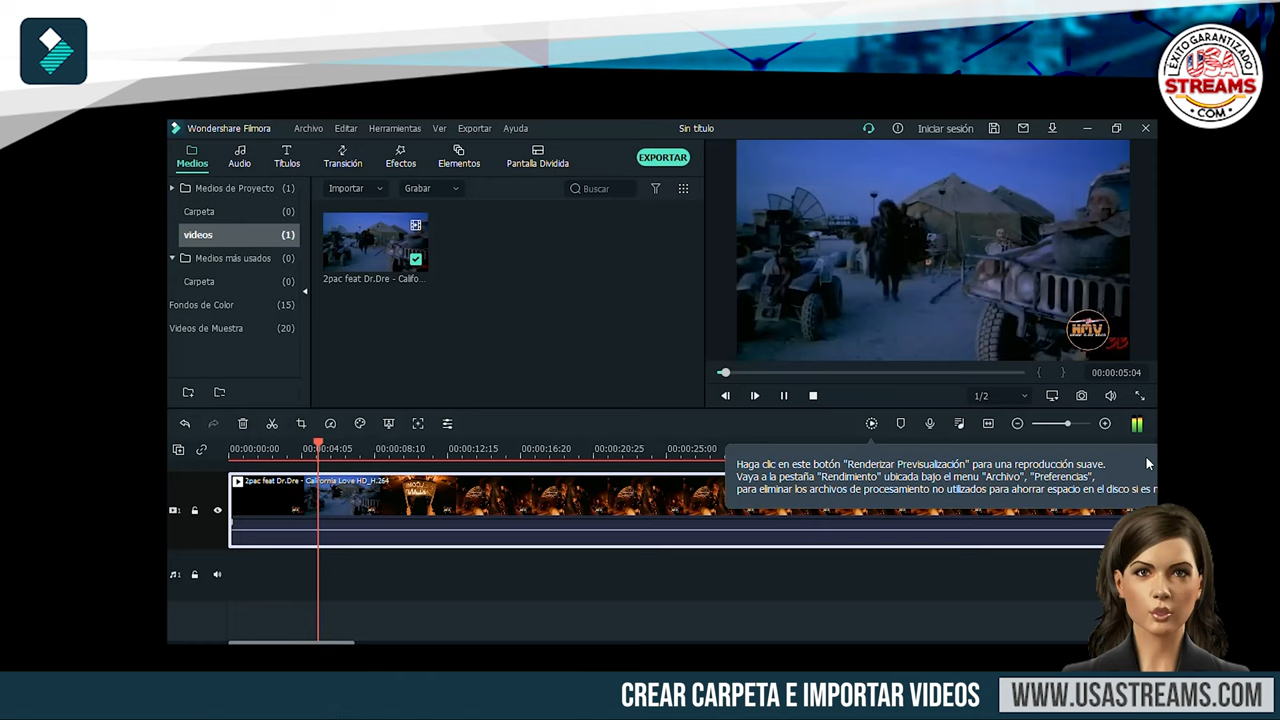 ÉXITO GARANTIZADO
USA
STREAMS
.COM
Wondershare Filmora
Archivo
Editar
Herramientas
Ver
Exportar
Ayuda
Sin título
Iniciar sesión
Medios
Audio
Títulos
Transición
Efectos
Elementos
Pantalla Dividida
EXPORTAR
Medios de Proyecto (1)
Carpeta (0)
videos (1)
Medios más usados (0)
Carpeta (0)
Fondos de Color (15)
Videos de Muestra (20)
Importar
Grabar
Buscar
2pac feat Dr.Dre - Califo...
HMV
{ } 00:00:05:04
1/2
00:00:00:00
00:00:04:05
00:00:08:10
00:00:12:15
00:00:16:20
00:00:20:25
00:00:25:00
Haga clic en este botón "Renderizar Previsualización" para una reproducción suave.
Vaya a la pestaña "Rendimiento" ubicada bajo el menu "Archivo", "Preferencias",
para eliminar los archivos de procesamiento no utilizados para ahorrar espacio en el disco si es
2pac feat Dr.Dre - California Love HD_H.264
1
1
CREAR CARPETA E IMPORTAR VIDEOS
WWW.USASTREAMS.COM